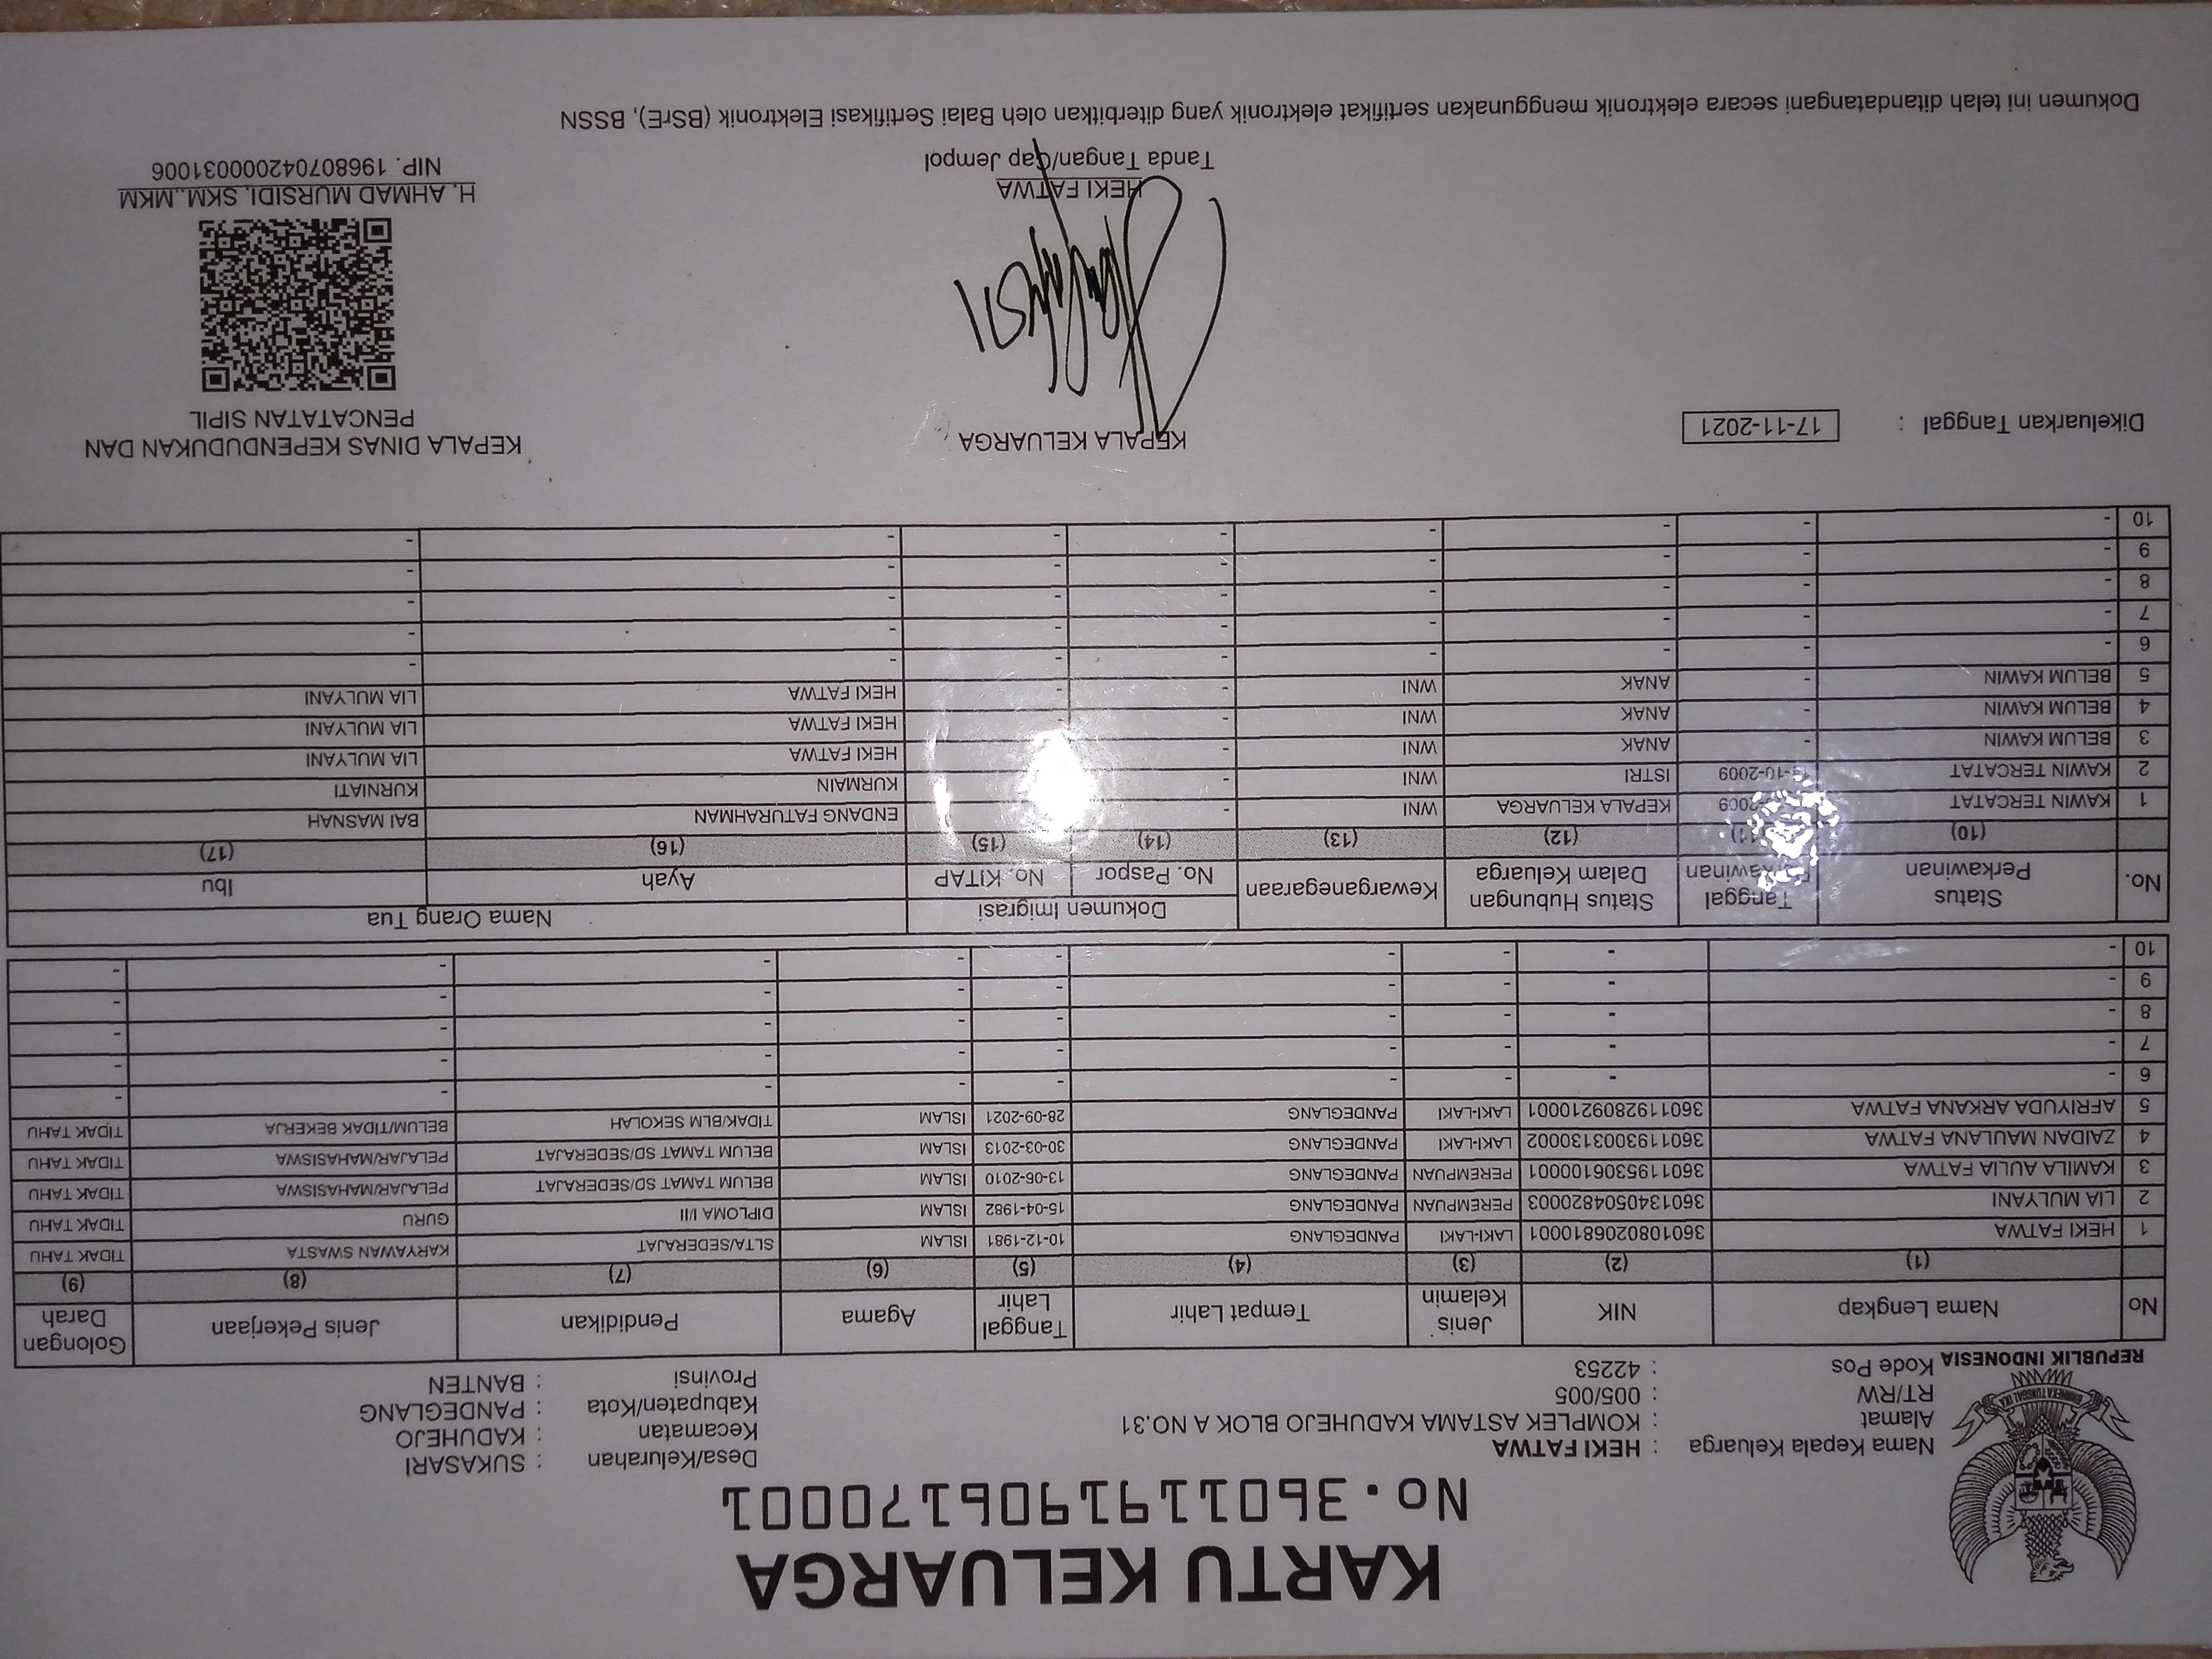 KARTU KELUARGA
No.3601191906170001
Nama Kepala Keluarga : HEKI FATWA
Alamat : KOMPLEK ASTAMA KADUHEJO BLOK A NO.31
RT/RW : 005/005
REPUBLIK INDONESIA Kode Pos : 42253
Desa/Kelurahan : SUKASARI
Kecamatan : KADUHEJO
Kabupaten/Kota : PANDEGLANG
Provinsi : BANTEN
BHINNEKA TUNGGAL IKA
No Nama Lengkap NIK Jenis Kelamin Tempat Lahir Tanggal Lahir Agama Pendidikan Jenis Pekerjaan Golongan Darah
(1) (2) (3) (4) (5) (6) (7) (8) (9)
1 HEKI FATWA 3601080206810001 LAKI-LAKI PANDEGLANG 10-12-1981 ISLAM SLTA/SEDERAJAT KARYAWAN SWASTA TIDAK TAHU
2 LIA MULYANI 3601345504820003 PEREMPUAN PANDEGLANG 15-04-1982 ISLAM DIPLOMA I/II GURU TIDAK TAHU
3 KAMILA AULIA FATWA 3601195306100001 PEREMPUAN PANDEGLANG 13-06-2010 ISLAM BELUM TAMAT SD/SEDERAJAT PELAJAR/MAHASISWA TIDAK TAHU
4 ZAIDAN MAULANA FATWA 3601193003130002 LAKI-LAKI PANDEGLANG 30-03-2013 ISLAM BELUM TAMAT SD/SEDERAJAT PELAJAR/MAHASISWA TIDAK TAHU
5 AFRIYUDA ARKANA FATWA 3601192809210001 LAKI-LAKI PANDEGLANG 28-09-2021 ISLAM TIDAK/BLM SEKOLAH BELUM/TIDAK BEKERJA TIDAK TAHU
6 - - - - - - - - -
7 - - - - - - - - -
8 - - - - - - - - -
9 - - - - - - - - -
10 - - - - - - - - -
No. Status Perkawinan Tanggal Perkawinan Status Hubungan Dalam Keluarga Kewarganegaraan Dokumen Imigrasi No. Paspor No. KITAP Nama Orang Tua Ayah Ibu
(10) (11) (12) (13) (14) (15) (16) (17)
1 KAWIN TERCATAT KEPALA KELUARGA WNI - ENDANG FATURAHMAN BAI MASNAH
2 KAWIN TERCATAT -10-2009 ISTRI WNI - KURMAIN KURNIATI
3 BELUM KAWIN - ANAK WNI - HEKI FATWA LIA MULYANI
4 BELUM KAWIN - ANAK WNI - - HEKI FATWA LIA MULYANI
5 BELUM KAWIN - ANAK WNI - - HEKI FATWA LIA MULYANI
6 - - - - - - - -
7 - - - - - - - -
8 - - - - - - - -
9 - - - - - - - -
10 - - - - - - - -
Dikeluarkan Tanggal : 17-11-2021
KEPALA KELUARGA
HEKI FATWA
Tanda Tangan/Cap Jempol
KEPALA DINAS KEPENDUDUKAN DAN
PENCATATAN SIPIL
H. AHMAD MURSIDI, SKM.,MKM
NIP. 196807042000031006
Dokumen ini telah ditandatangani secara elektronik menggunakan sertifikat elektronik yang diterbitkan oleh Balai Sertifikasi Elektronik (BSrE), BSSN